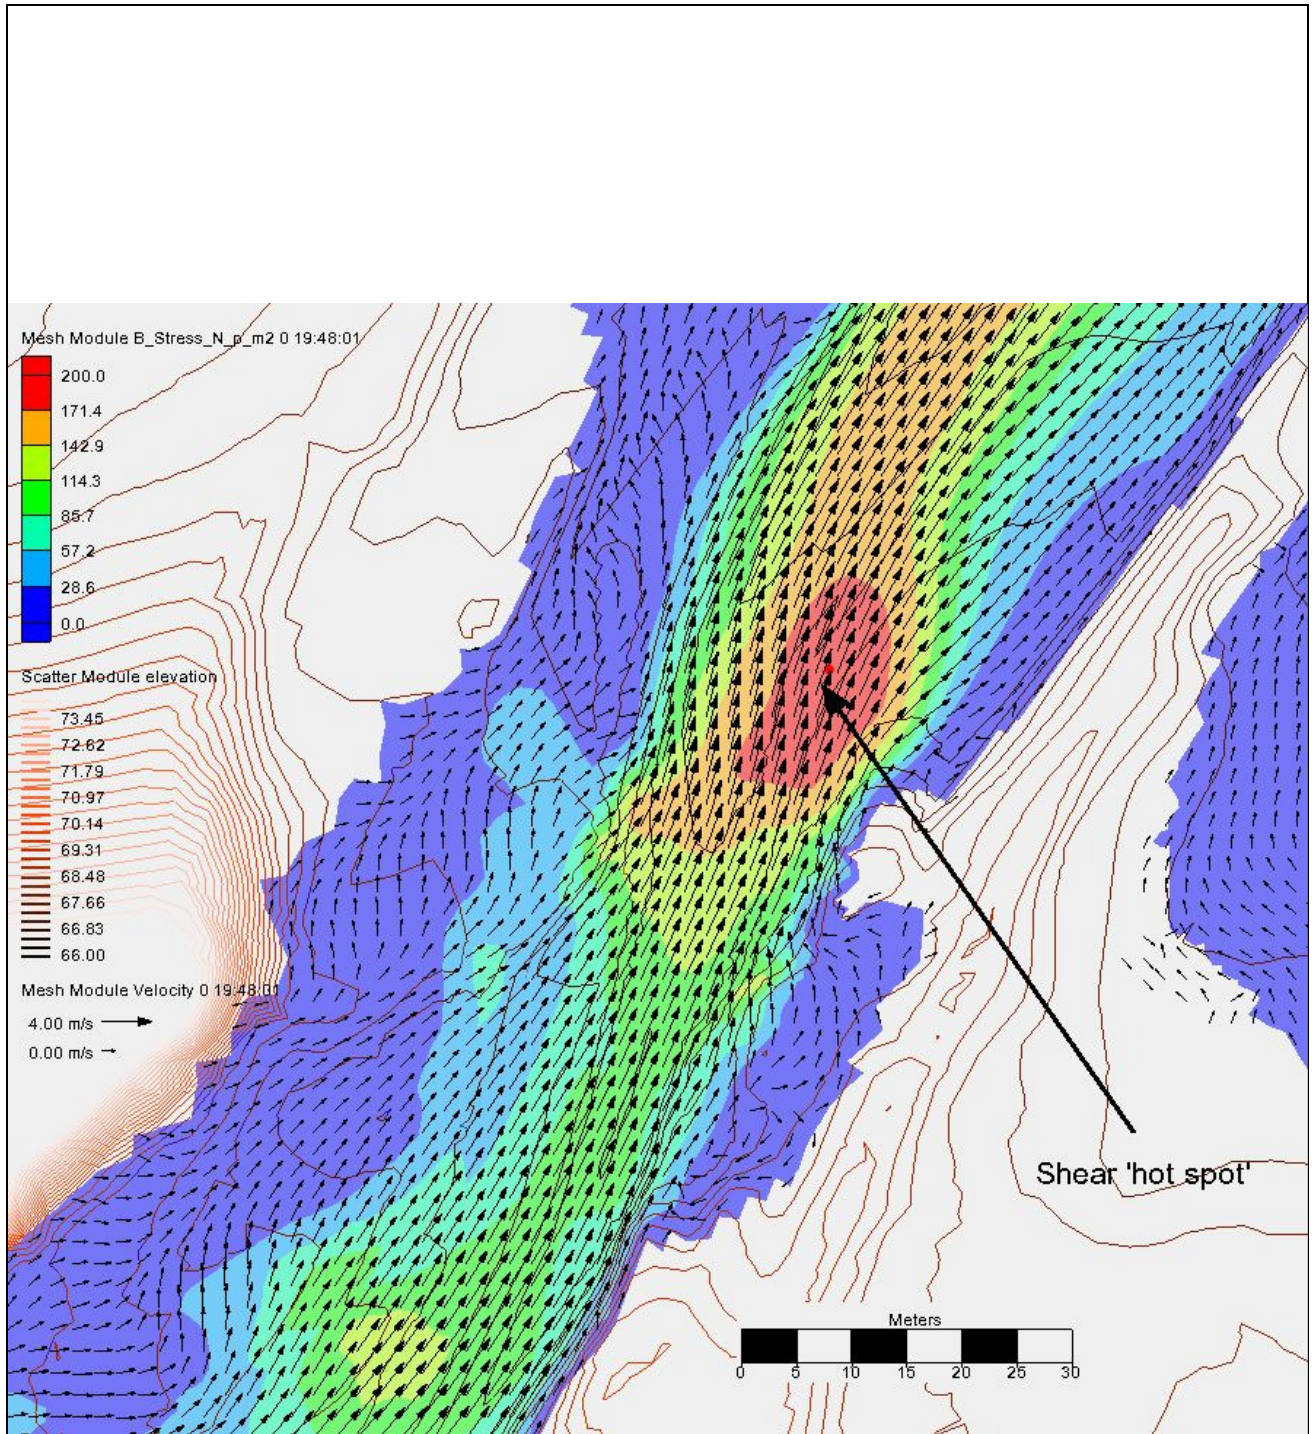 Mesh Module B_Stress_N_p_m2 0 19:48:01
200.0
171.4
142.9
114.3
85.7
57.2
28.6
0.0
Scatter Module elevation
73.45
72.62
71.79
70.97
70.14
69.31
68.48
67.66
66.83
66.00
Mesh Module Velocity 0 19:48:01
4.00 m/s
0.00 m/s
Shear 'hot spot'
Meters
0 5 10 15 20 25 30